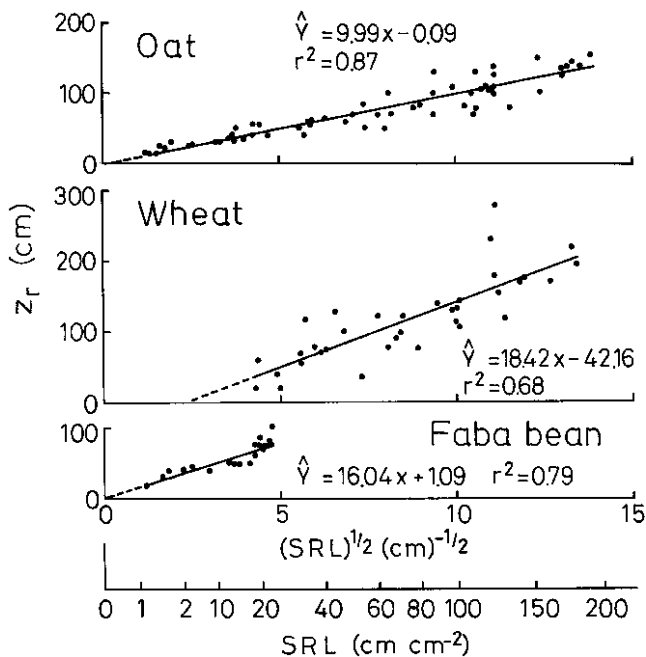 200
Oat
Ŷ = 9.99x − 0.09
r² = 0.87
100
0
300
Wheat
200
z_r (cm)
100
Ŷ = 18.42x − 42.16
r² = 0.68
0
100
Faba bean
Ŷ = 16.04x + 1.09 r² = 0.79
0
0 5 10 15
(SRL)^1/2 (cm)^−1/2
0 1 2 10 20 40 60 80 100 150 200
SRL (cm cm⁻²)